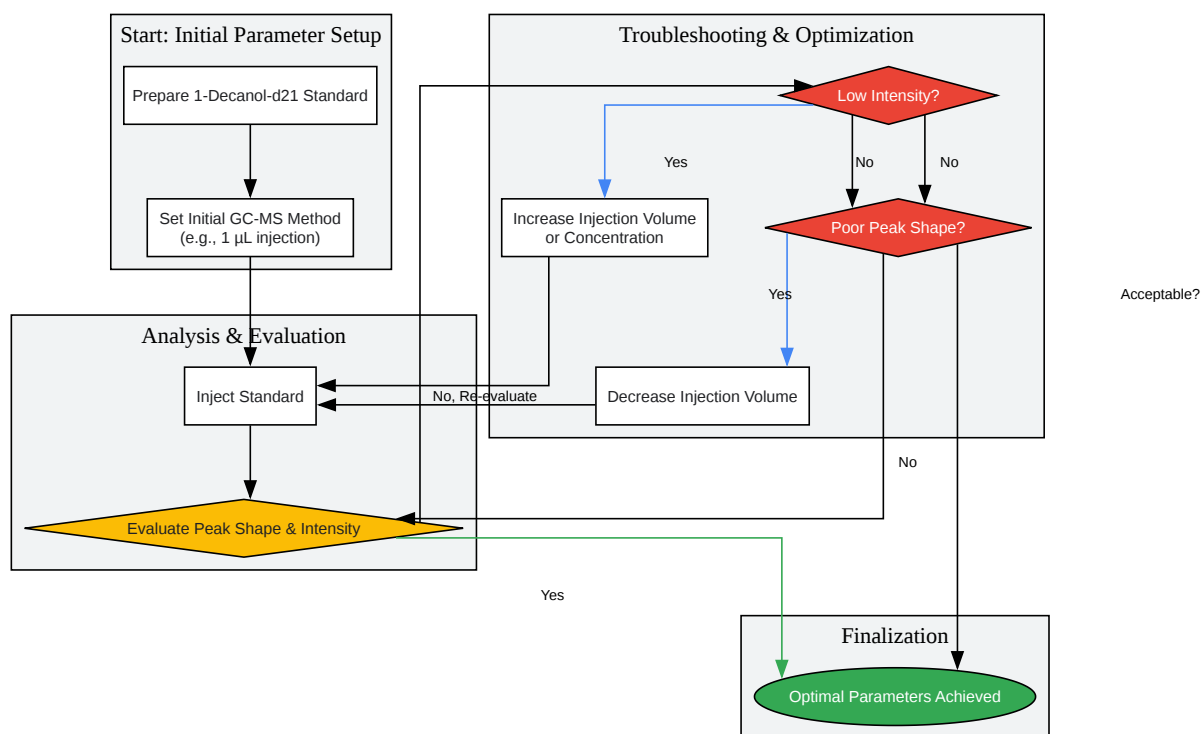 Start: Initial Parameter Setup
Prepare 1-Decanol-d21 Standard
Set Initial GC-MS Method
(e.g., 1 µL injection)
Troubleshooting & Optimization
Low Intensity?
Yes
No
No
Increase Injection Volume
or Concentration
Poor Peak Shape?
Yes
Acceptable?
Analysis & Evaluation
Inject Standard
No, Re-evaluate
Decrease Injection Volume
No
Evaluate Peak Shape & Intensity
Yes
Finalization
Optimal Parameters Achieved